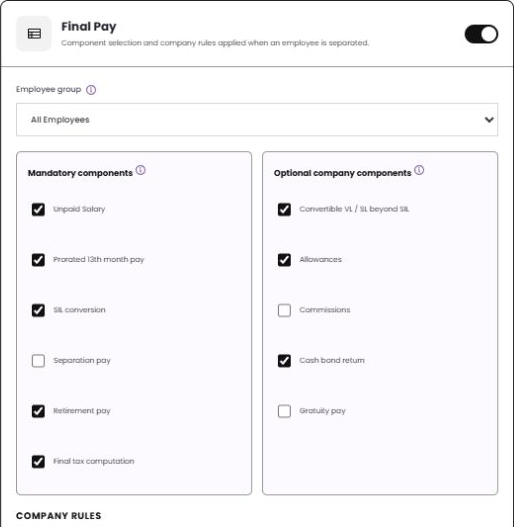 Final Pay
Component selection and company rules applied when an employee is separated.
Employee group
All Employees
Mandatory components
Unpaid Salary
Prorated 13th month pay
SIL conversion
Separation pay
Retirement pay
Final tax computation
Optional company components
Convertible VL / SL beyond SIL
Allowances
Commissions
Cash bond return
Gratuity pay
COMPANY RULES